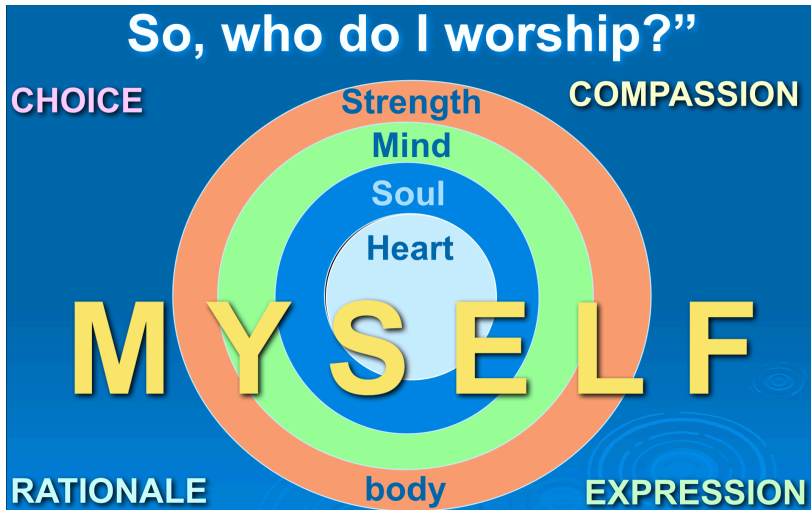 So, who do I worship?”
CHOICE
Strength
COMPASSION
Mind
Soul
Heart
MYSELF
RATIONALE
body
EXPRESSION